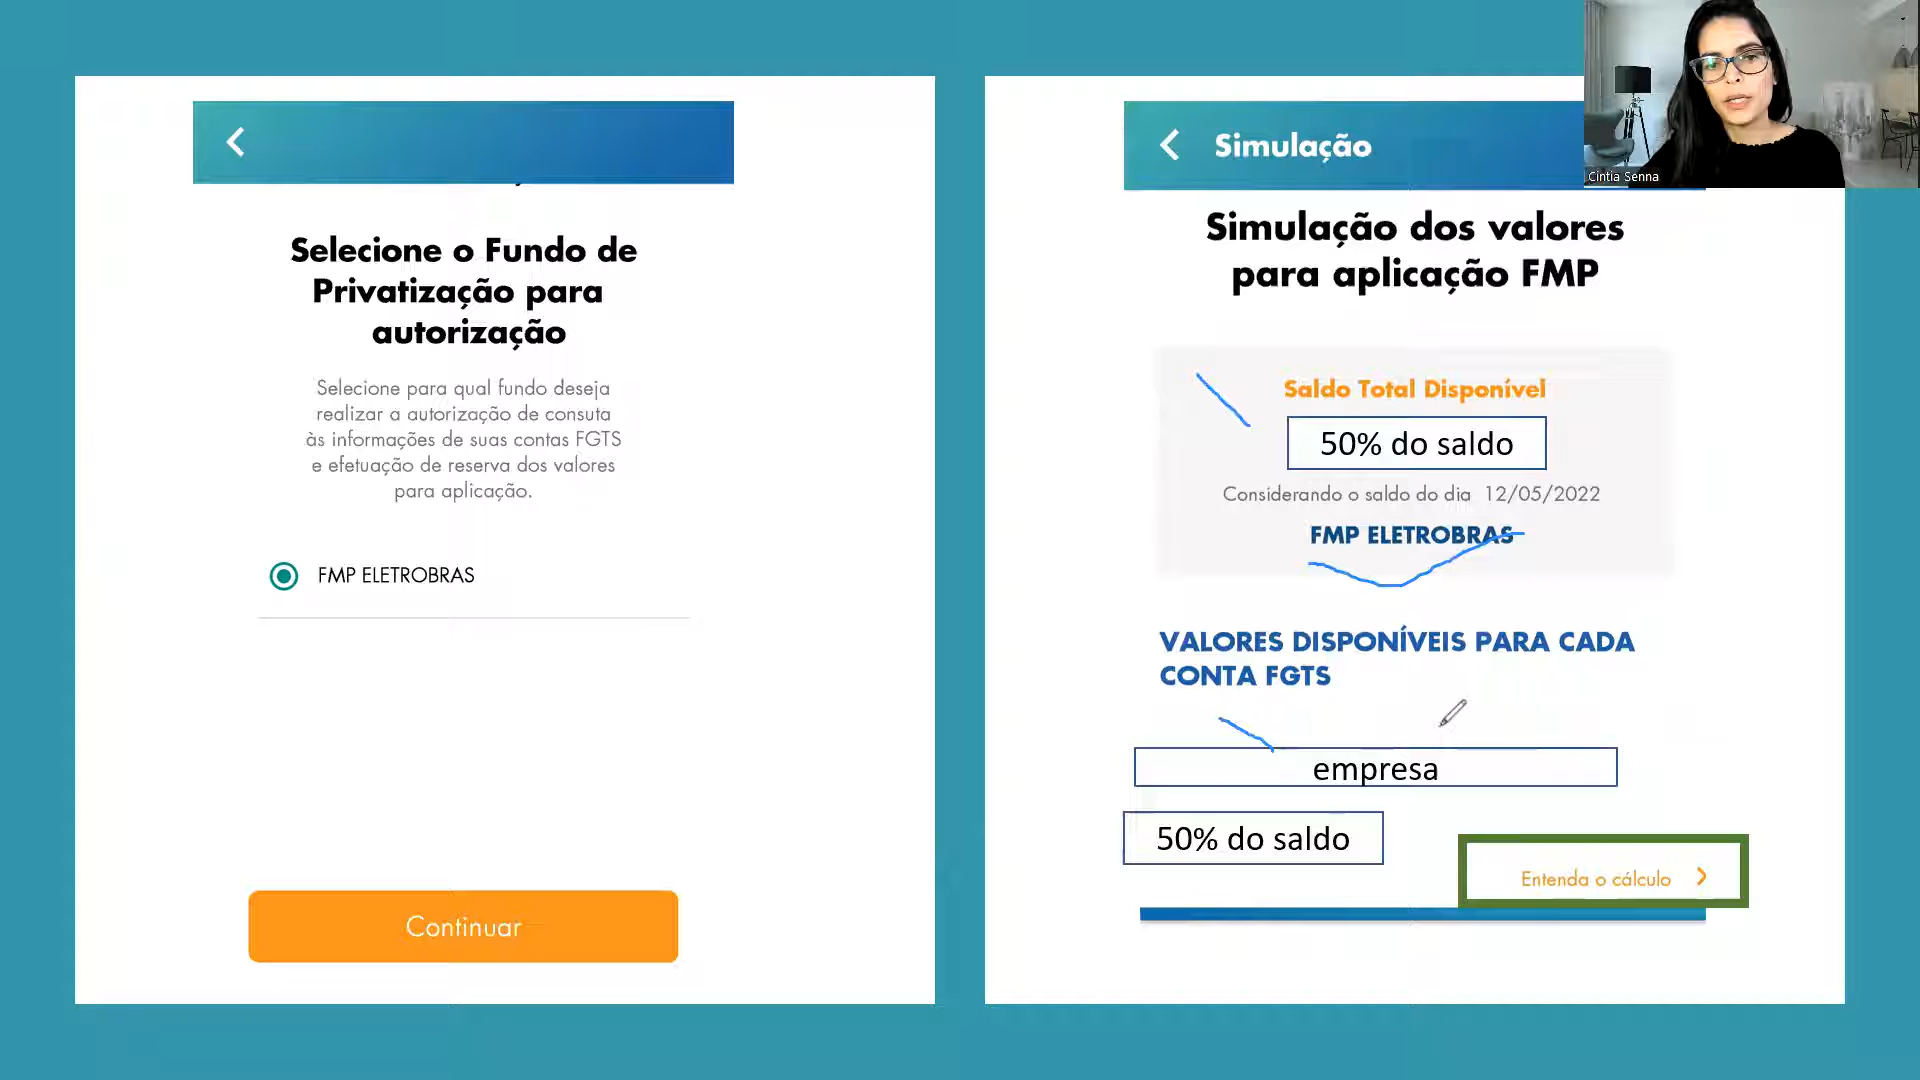 Selecione o Fundo de
Privatização para
autorização
Selecione para qual fundo deseja
realizar a autorização de consuta
às informações de suas contas FGTS
e efetuação de reserva dos valores
para aplicação.
FMP ELETROBRAS
Continuar
Simulação
Simulação dos valores
para aplicação FMP
Saldo Total Disponível
50% do saldo
Considerando o saldo do dia 12/05/2022
FMP ELETROBRAS
VALORES DISPONÍVEIS PARA CADA
CONTA FGTS
empresa
50% do saldo
Entenda o cálculo
Cíntia Senna